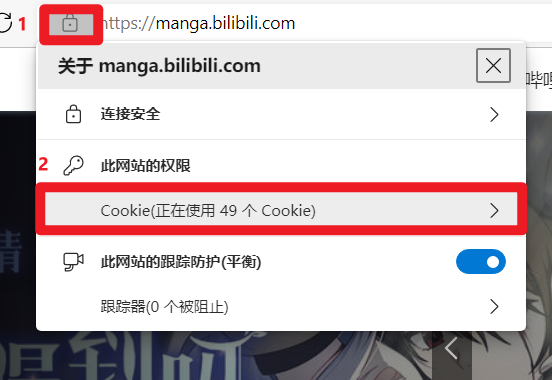 1 https://manga.bilibili.com
关于 manga.bilibili.com
哔哩
连接安全
2 此网站的权限
Cookie(正在使用 49 个 Cookie)
此网站的跟踪防护(平衡)
跟踪器(0 个被阻止)